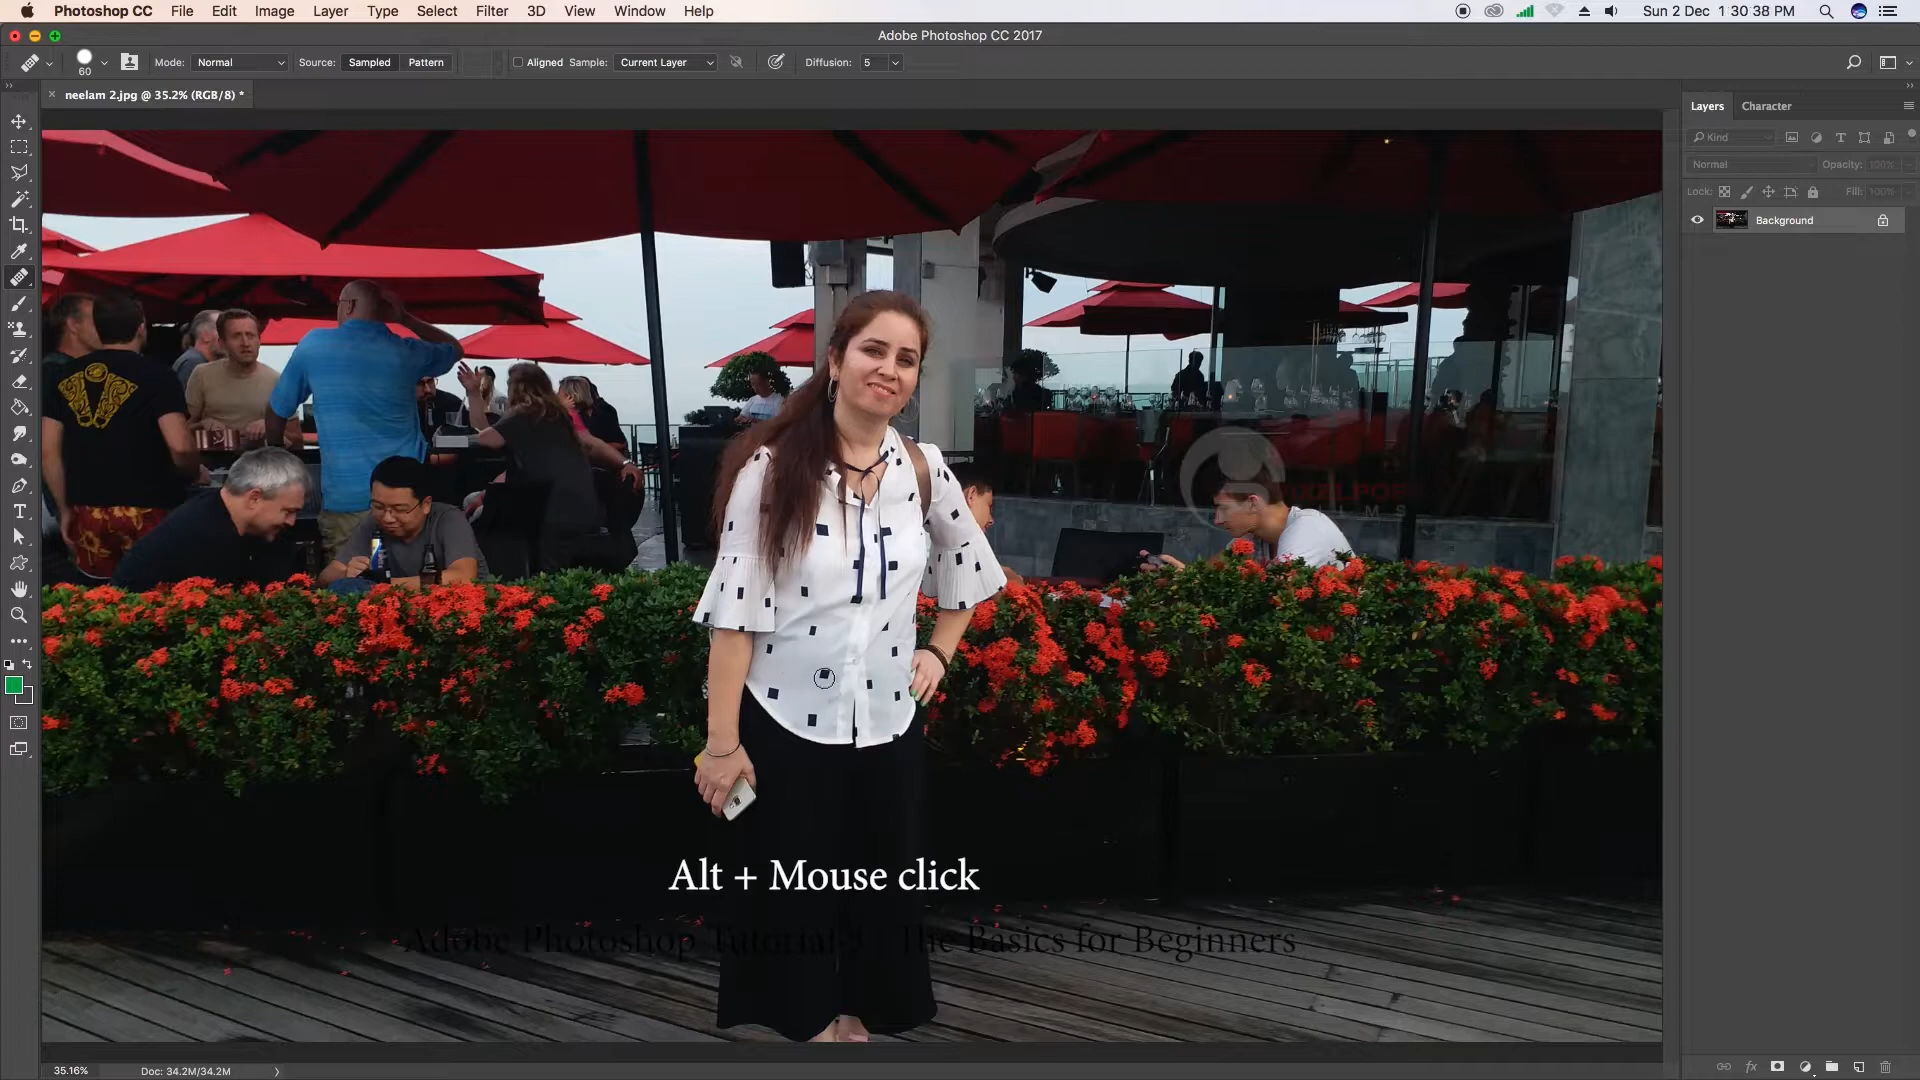 Photoshop CC File Edit Image Layer Type Select Filter 3D View Window Help Sun 2 Dec 1:30:38 PM
Adobe Photoshop CC 2017
60 Mode: Normal Source: Sampled Pattern Aligned Sample: Current Layer Diffusion: 5
neelam 2.jpg @ 35.2% (RGB/8) *
Layers Character
Kind
Normal Opacity: 100%
Lock: Fill: 100%
Background
Alt + Mouse click
Adobe Photoshop Tutorial | The Basics for Beginners
35.16% Doc: 34.2M/34.2M